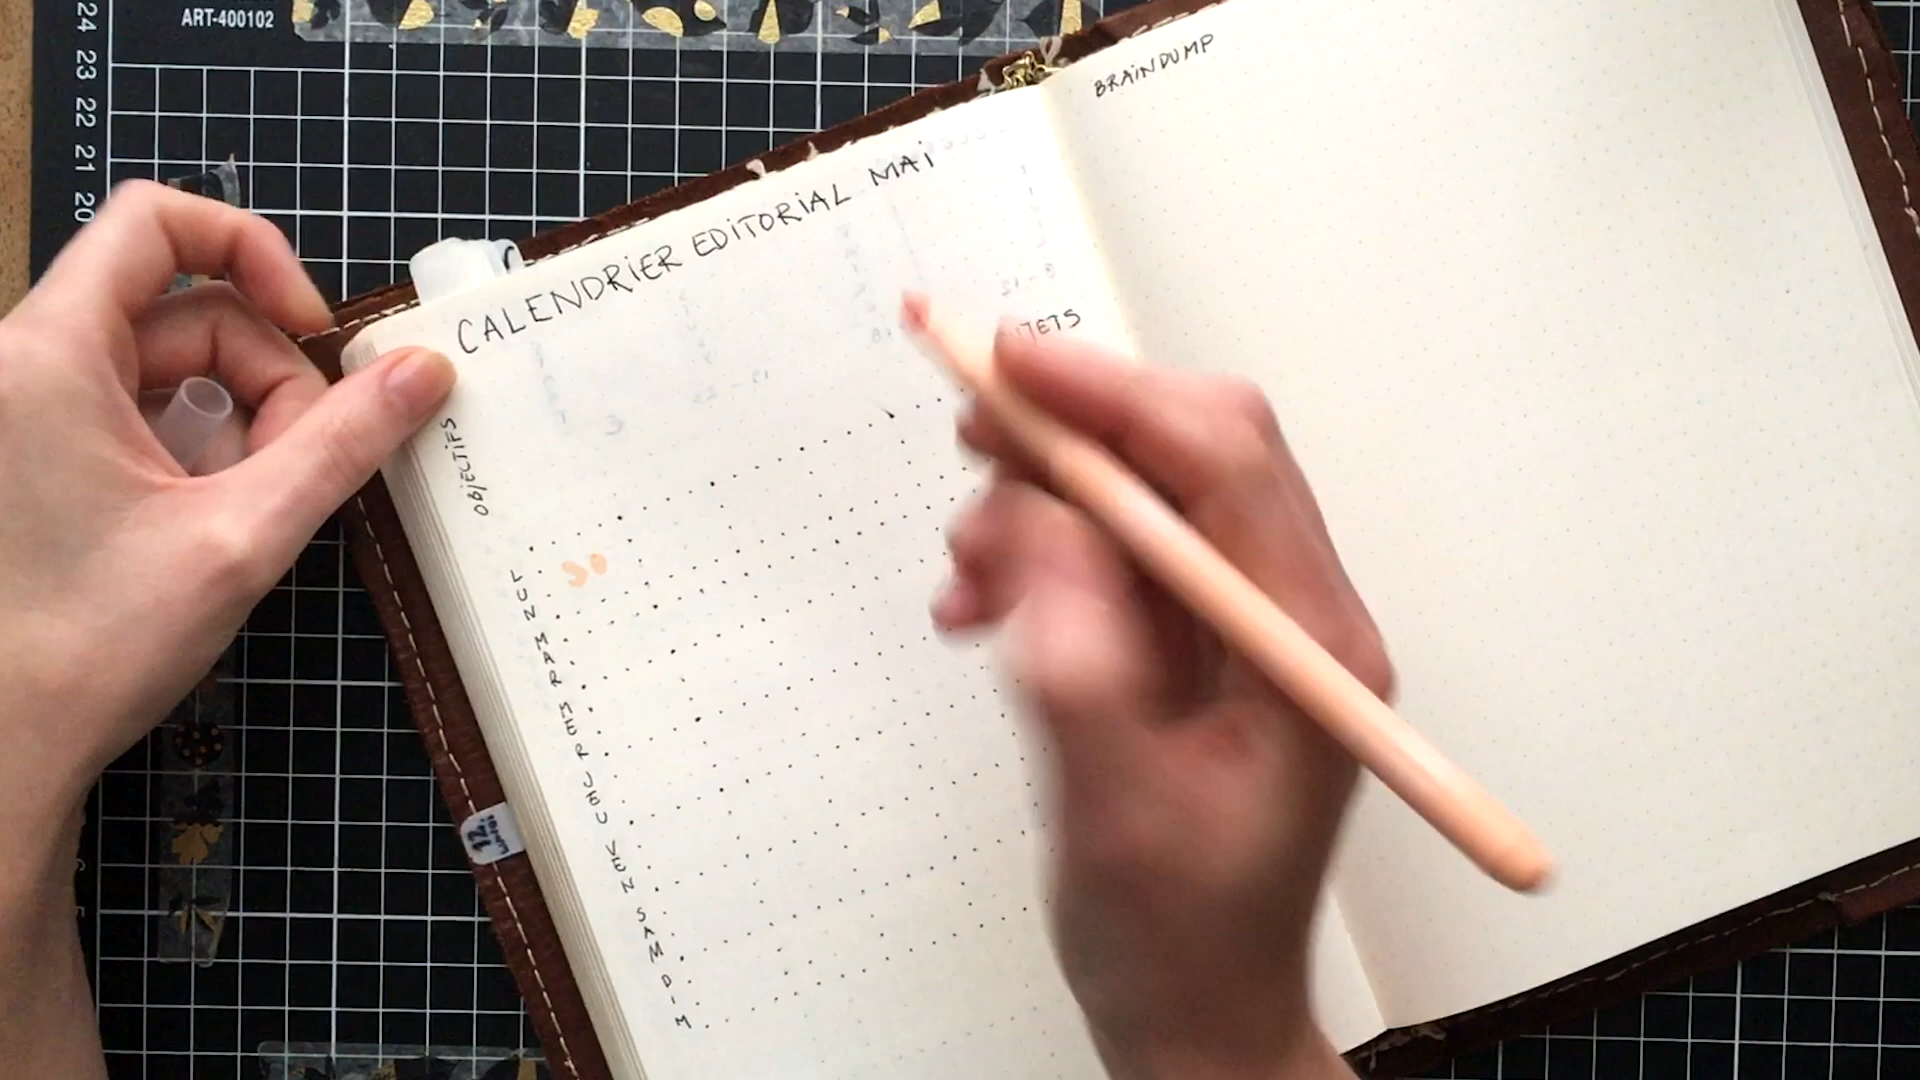 ART-400102
24
23
22
21
20
CALENDRIER EDITORIAL MAI
BRAINDUMP
OBJECTIFS
30
LUN
MAR
MER
JEU
VEN
SAM
DIM